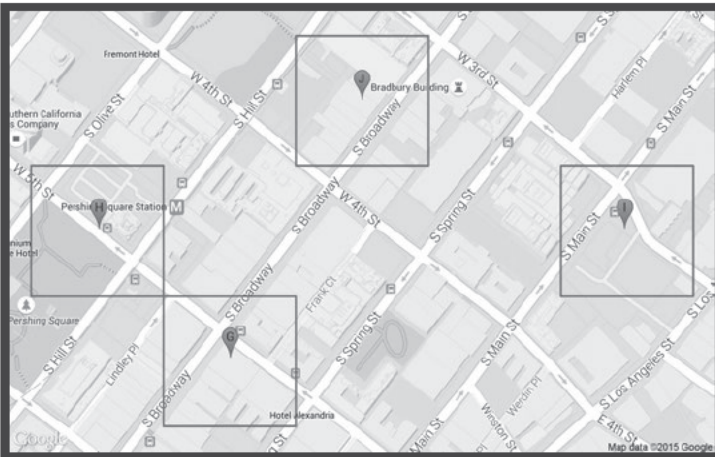 Fremont Hotel
W 4th St
S Hill St
J
Bradbury Building
W 3rd St
Harlem Pl
S Main St
uthern California
s Company
S Olive St
S Broadway
W 5th St
H
Pershing Square Station
M
S Broadway
W 4th St
S Spring St
S Main St
I
nium
e Hotel
S Broadway
Frank Ct
Pershing Square
G
S Hill St
Lindley Pl
S Broadway
S Spring St
S Main St
S Los Angeles St
Werdin Pl
Winston St
Hotel Alexandria
Main St
E 4th St
Google
Map data ©2015 Google